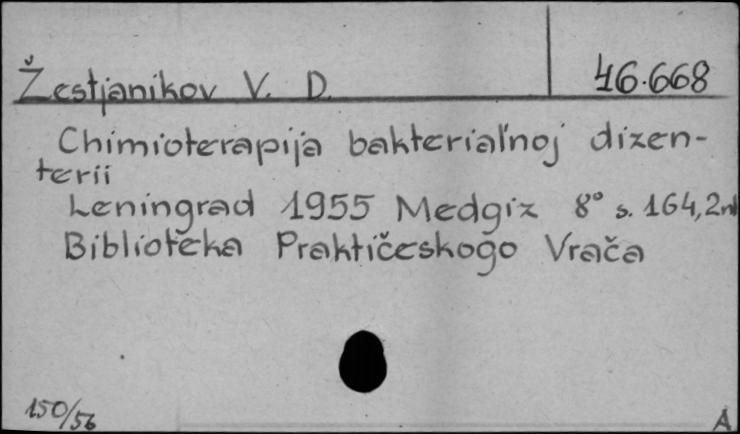 Žestjanikov V. D. 46.668
Chimioterapija bakterial'noj dizen-
terii
Leningrad 1955 Medgiz 8° s. 164,2nl
Biblioteka Praktičeskogo Vrača
150/56 A